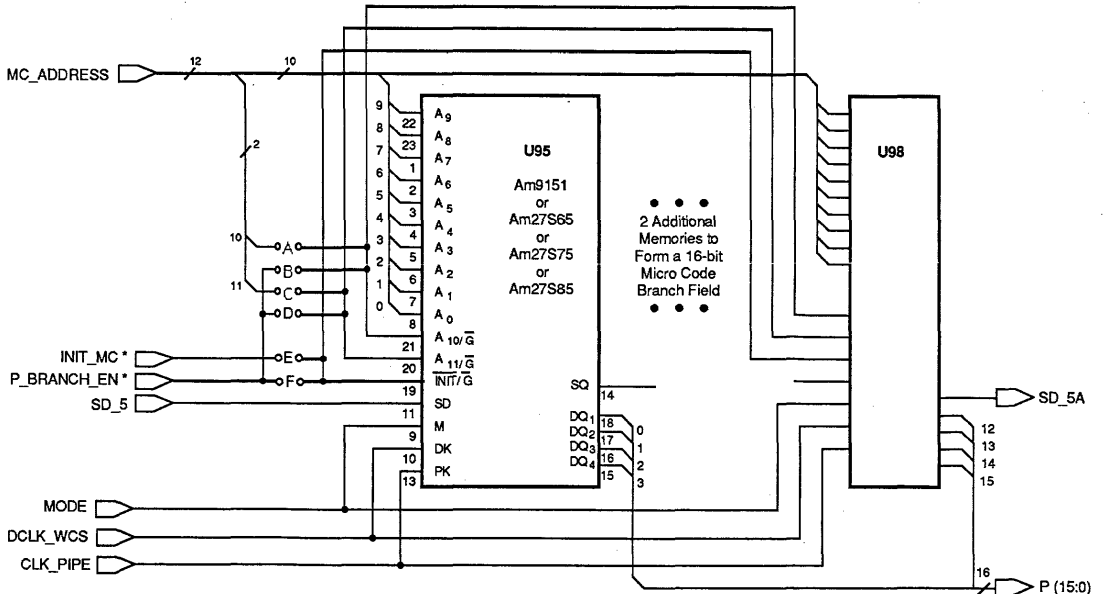 MC_ADDRESS
12
10
2
10
11
A
B
C
D
E
F
INIT_MC *
P_BRANCH_EN *
SD_5
MODE
DCLK_WCS
CLK_PIPE
9
8
7
6
5
4
3
2
1
0
A9
22
A8
23
A7
1
A6
2
A5
3
A4
4
A3
5
A2
6
A1
7
A0
8
A10/G̅
21
A11/G̅
20
I̅N̅I̅T̅/G̅
19
SD
11
M
9
DK
10
PK
13
U95
Am9151
or
Am27S65
or
Am27S75
or
Am27S85
SQ
14
DQ1
18
DQ2
17
DQ3
16
DQ4
15
0
1
2
3
2 Additional
Memories to
Form a 16-bit
Micro Code
Branch Field
U98
SD_5A
12
13
14
15
16
P (15:0)